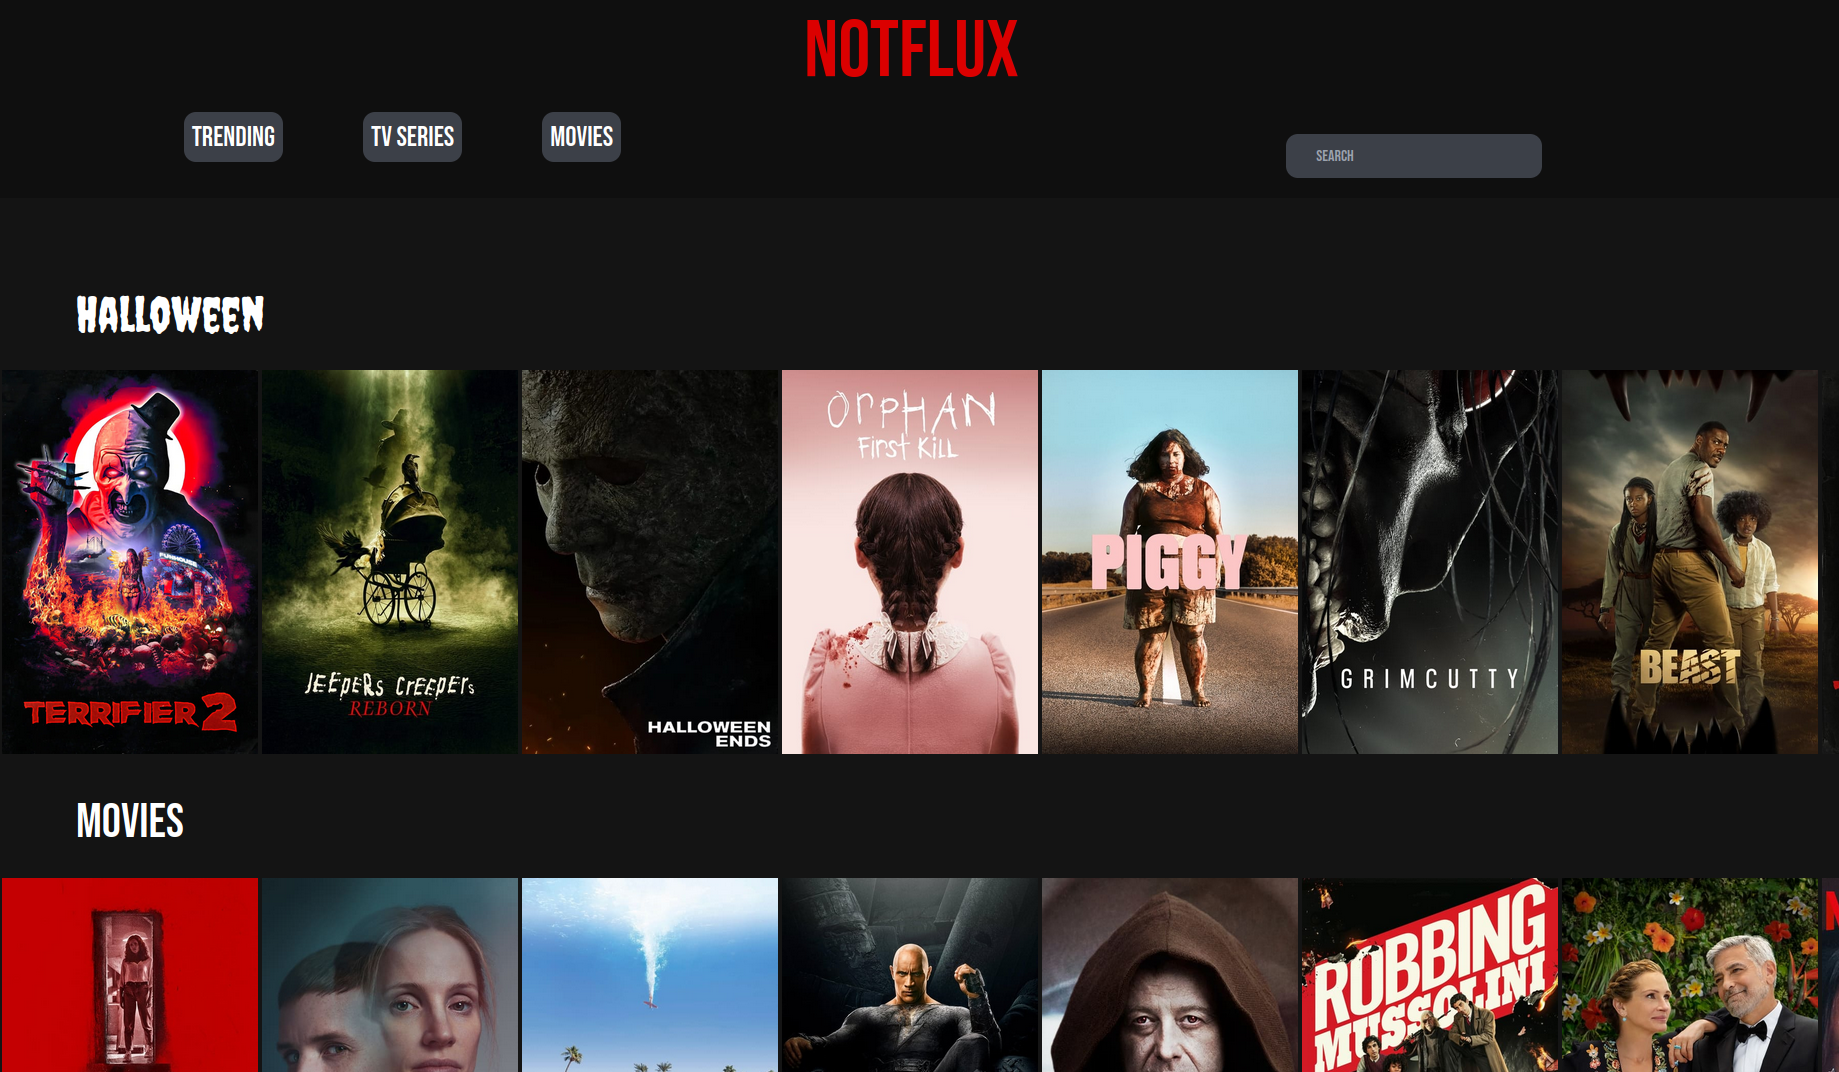 NOTFLUX
TRENDING
TV SERIES
MOVIES
SEARCH
HALLOWEEN
FUNHOUSE
TERRIFIER 2
JEEPERS CREEPERS
REBORN
HALLOWEEN
ENDS
ORPHAN
First KiLL
PIGGY
GRIMCUTTY
BEAST
MOVIES
ROBBING
MUSSOLINI
N